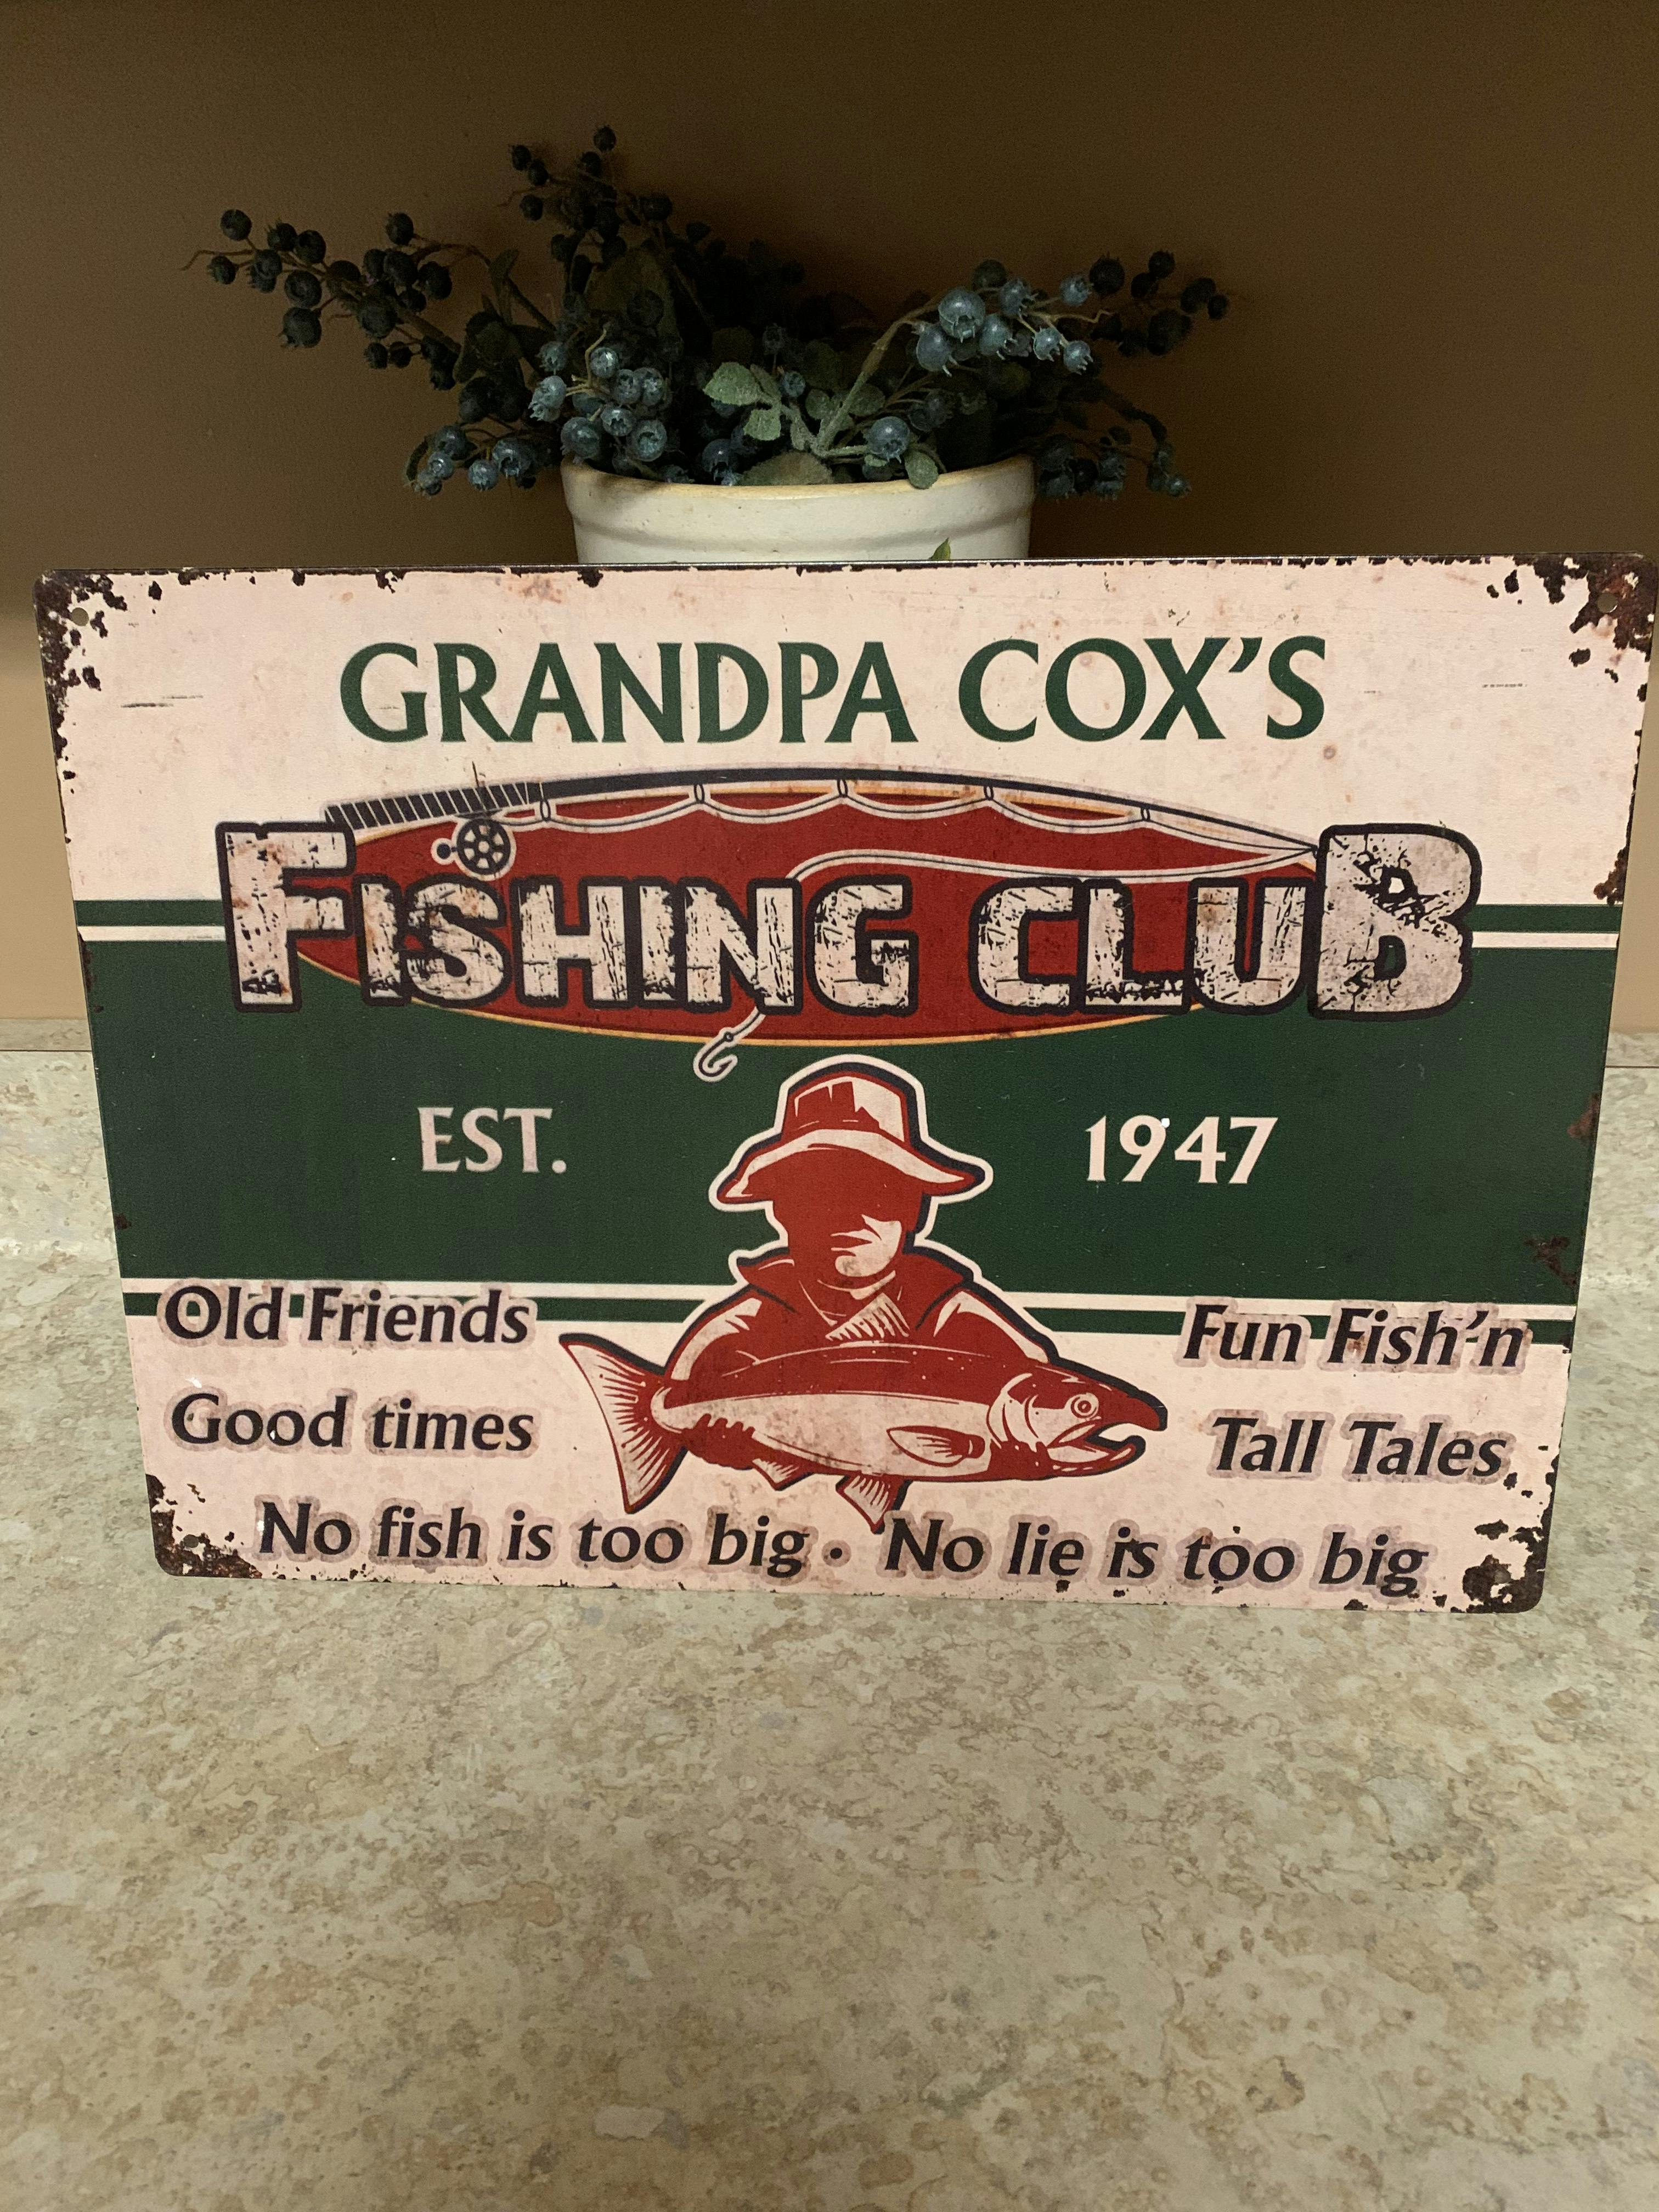 GRANDPA COX'S
FISHING CLUB
EST. 1947
Old Friends
Fun Fish'n
Good times
Tall Tales
No fish is too big • No lie is too big